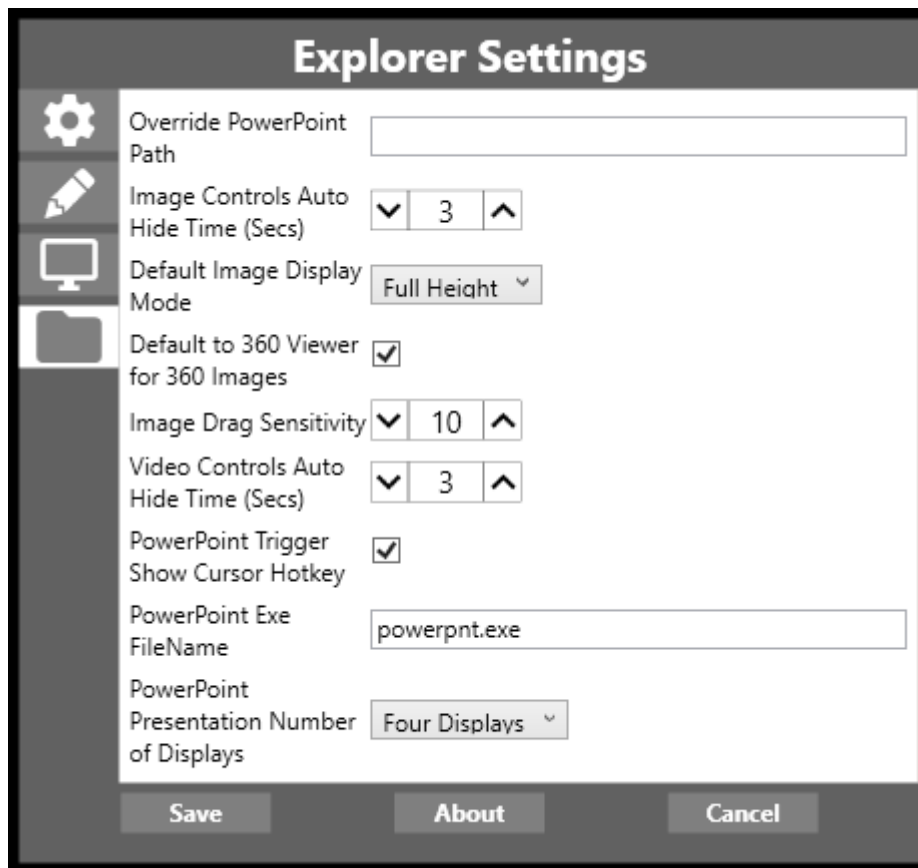 Explorer Settings
Override PowerPoint
Path
Image Controls Auto
Hide Time (Secs)
3
Default Image Display
Mode
Full Height
Default to 360 Viewer
for 360 Images
Image Drag Sensitivity
10
Video Controls Auto
Hide Time (Secs)
3
PowerPoint Trigger
Show Cursor Hotkey
PowerPoint Exe
FileName
powerpnt.exe
PowerPoint
Presentation Number
of Displays
Four Displays
Save About Cancel